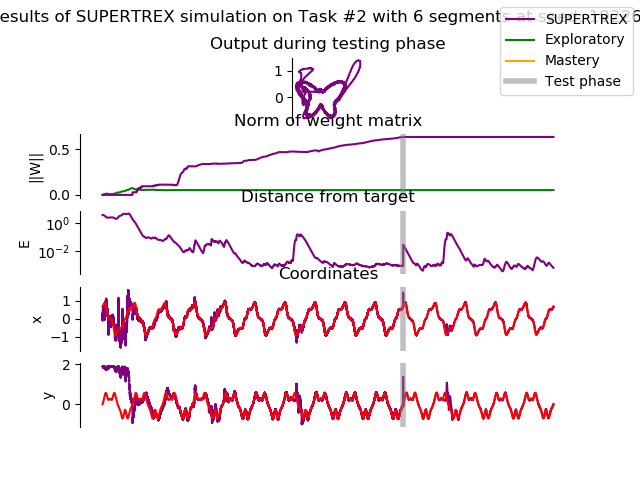 esults of SUPERTREX simulation on Task #2 with 6 segments at
SUPERTREX
Exploratory
Mastery
Test phase
Output during testing phase
1
0
Norm of weight matrix
||W||
0.5
0.0
Distance from target
E
10⁰
10⁻²
Coordinates
x
1
0
−1
y
2
0